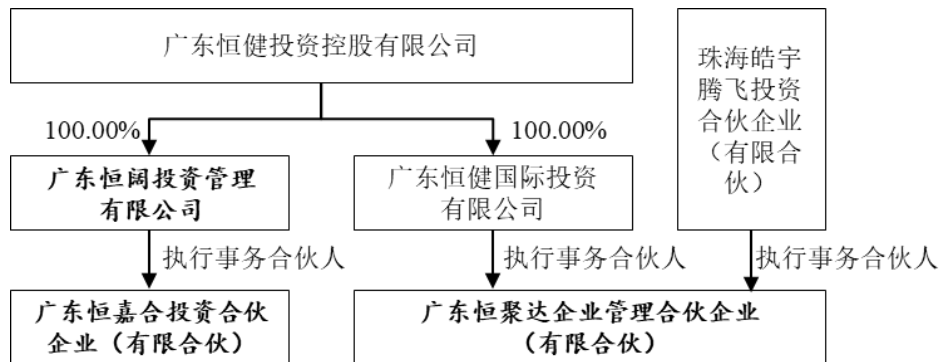 广东恒健投资控股有限公司
珠海皓宇
腾飞投资
合伙企业
（有限合
伙）
100.00%
100.00%
广东恒阔投资管理
有限公司
广东恒健国际投资
有限公司
执行事务合伙人
执行事务合伙人
执行事务合伙人
广东恒嘉合投资合伙
企业（有限合伙）
广东恒聚达企业管理合伙企业
（有限合伙）